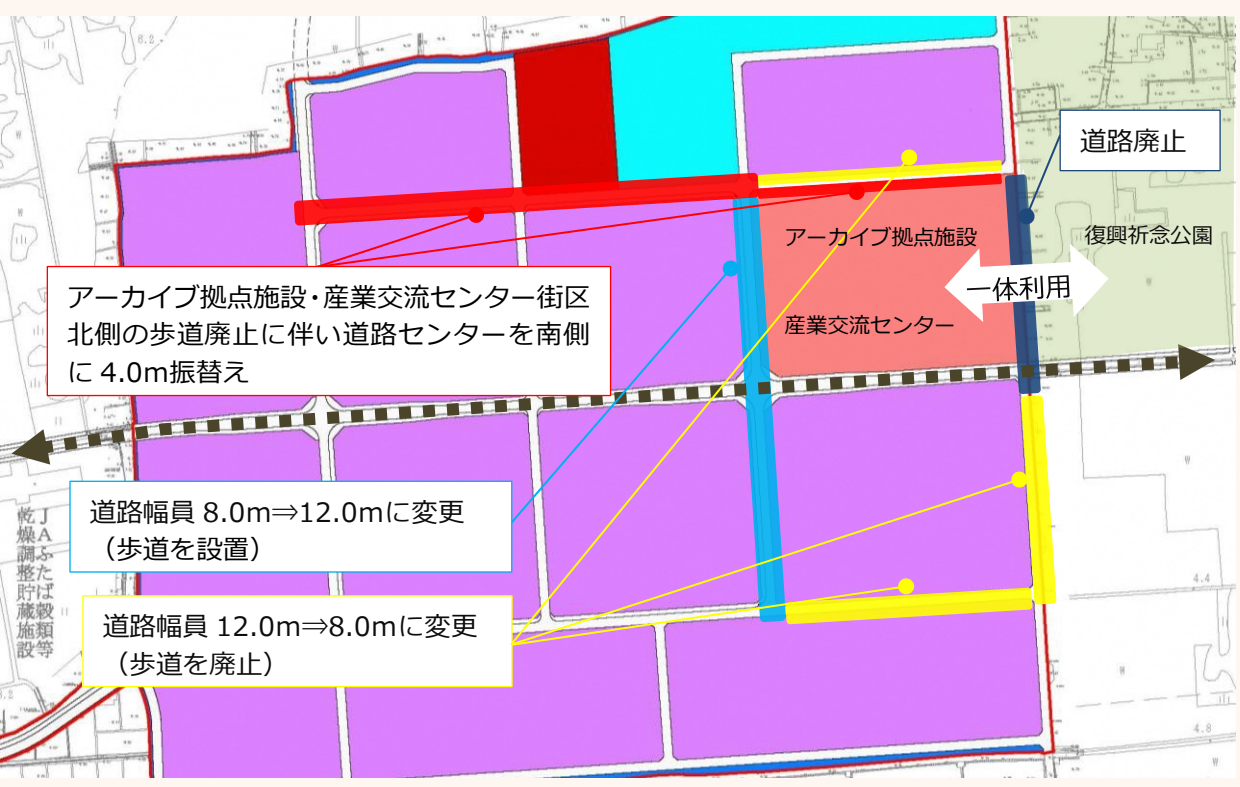 道路廃止
アーカイブ拠点施設
復興祈念公園
一体利用
産業交流センター
アーカイブ拠点施設・産業交流センター街区
北側の歩道廃止に伴い道路センターを南側
に 4.0m振替え
道路幅員 8.0m⇒12.0mに変更
（歩道を設置）
道路幅員 12.0m⇒8.0mに変更
（歩道を廃止）
JAふたば穀類等
乾燥調整貯蔵施設
6.2
4.4
4.8